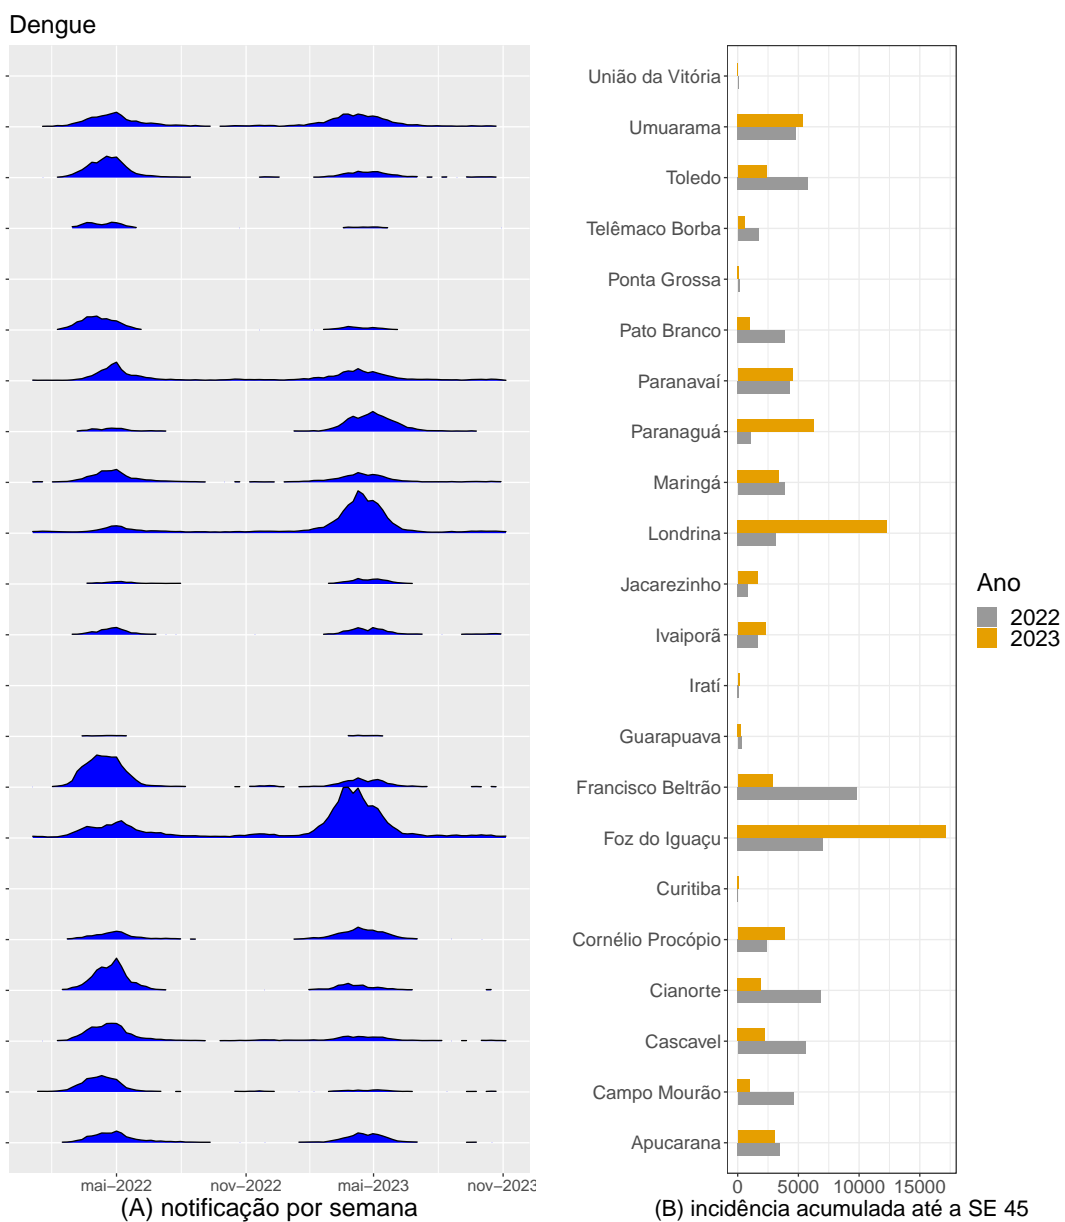 Dengue
União da Vitória
Umuarama
Toledo
Telêmaco Borba
Ponta Grossa
Pato Branco
Paranavaí
Paranaguá
Maringá
Londrina
Jacarezinho
Ivaiporã
Iratí
Guarapuava
Francisco Beltrão
Foz do Iguaçu
Curitiba
Cornélio Procópio
Cianorte
Cascavel
Campo Mourão
Apucarana
Ano
2022
2023
mai−2022 nov−2022 mai−2023 nov−2023
(A) notificação por semana
0 5000 10000 15000
(B) incidência acumulada até a SE 45